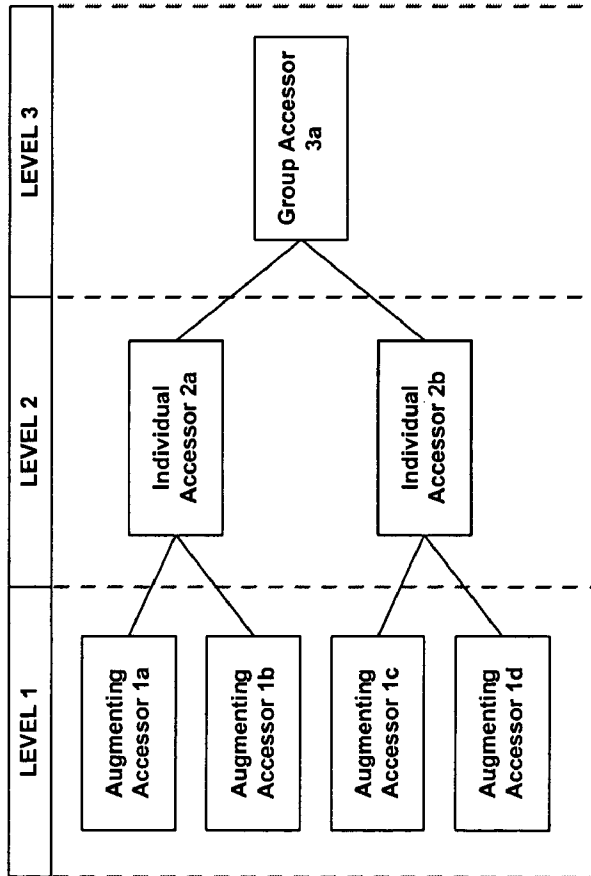 LEVEL 1
LEVEL 2
LEVEL 3
Augmenting
Accessor 1a
Augmenting
Accessor 1b
Augmenting
Accessor 1c
Augmenting
Accessor 1d
Individual
Accessor 2a
Individual
Accessor 2b
Group Accessor
3a